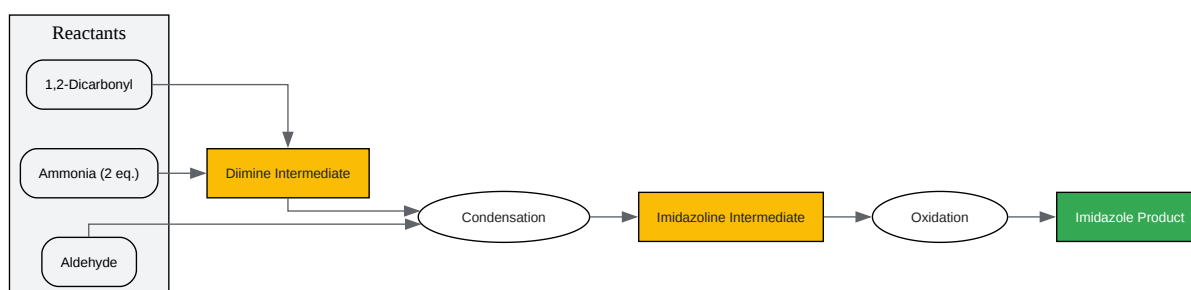 Reactants
1,2-Dicarbonyl
Ammonia (2 eq.)
Diimine Intermediate
Aldehyde
Condensation
Imidazoline Intermediate
Oxidation
Imidazole Product